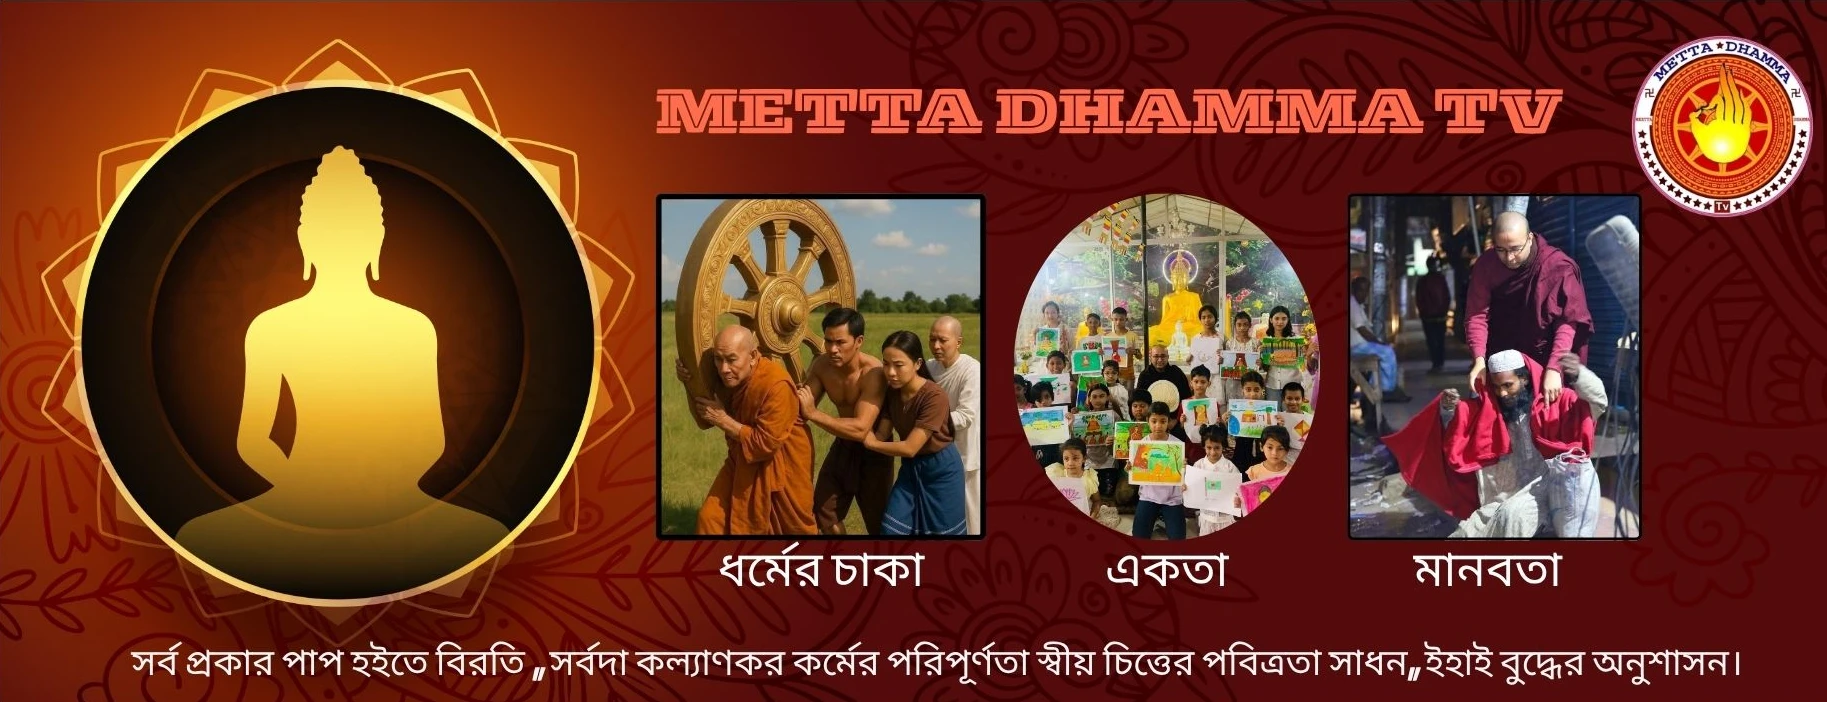 METTA DHAMMA TV
METTA ★ DHAMMA
TV
ধর্মের চাকা
একতা
মানবতা
সর্ব প্রকার পাপ হইতে বিরতি ,, সর্বদা কল্যাণকর কর্মের পরিপূর্ণতা স্বীয় চিত্তের পবিত্রতা সাধন,, ইহাই বুদ্ধের অনুশাসন।